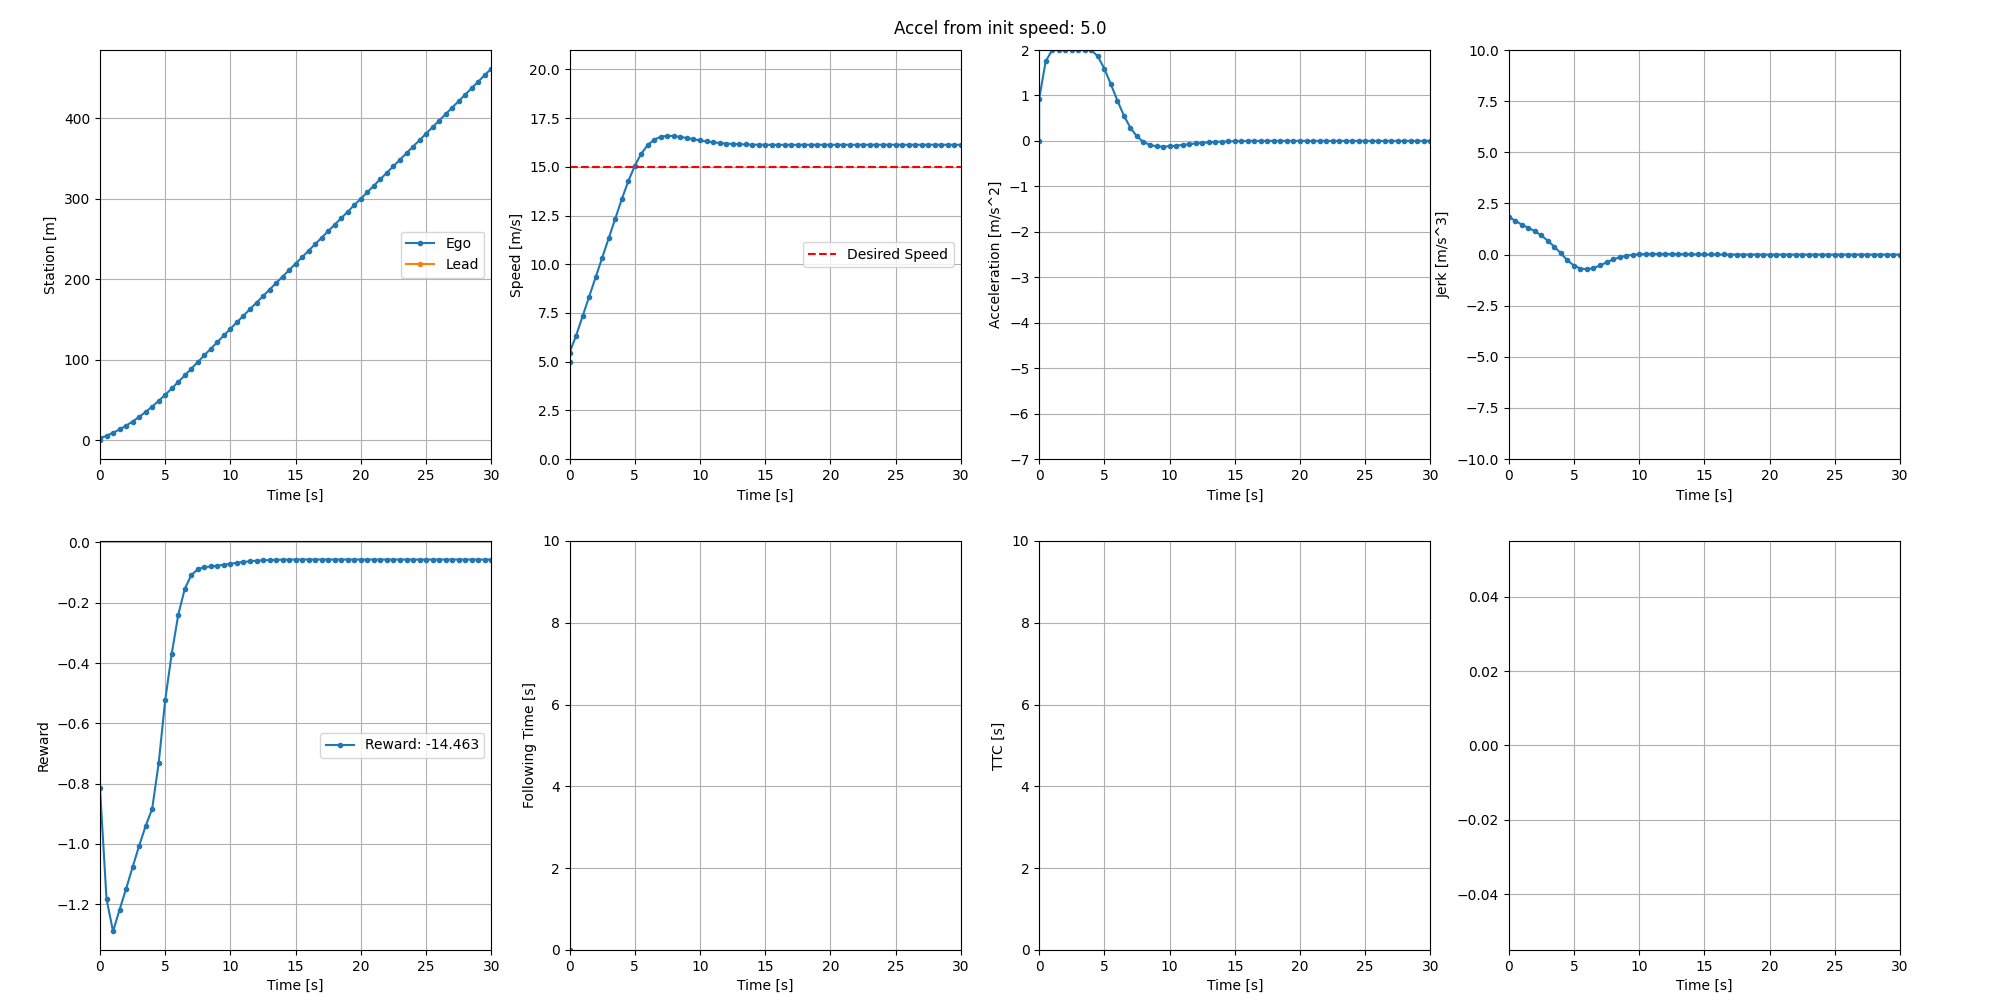 Accel from init speed: 5.0
400
300
200
100
0
Station [m]
Ego
Lead
0 5 10 15 20 25 30
Time [s]
20.0
17.5
15.0
12.5
10.0
7.5
5.0
2.5
0.0
Speed [m/s]
Desired Speed
0 5 10 15 20 25 30
Time [s]
2
1
0
−1
−2
−3
−4
−5
−6
−7
Acceleration [m/s^2]
0 5 10 15 20 25 30
Time [s]
10.0
7.5
5.0
2.5
0.0
−2.5
−5.0
−7.5
−10.0
Jerk [m/s^3]
0 5 10 15 20 25 30
Time [s]
0.0
−0.2
−0.4
−0.6
−0.8
−1.0
−1.2
Reward
Reward: -14.463
0 5 10 15 20 25 30
Time [s]
10
8
6
4
2
0
Following Time [s]
0 5 10 15 20 25 30
Time [s]
10
8
6
4
2
0
TTC [s]
0 5 10 15 20 25 30
Time [s]
0.04
0.02
0.00
−0.02
−0.04
0 5 10 15 20 25 30
Time [s]